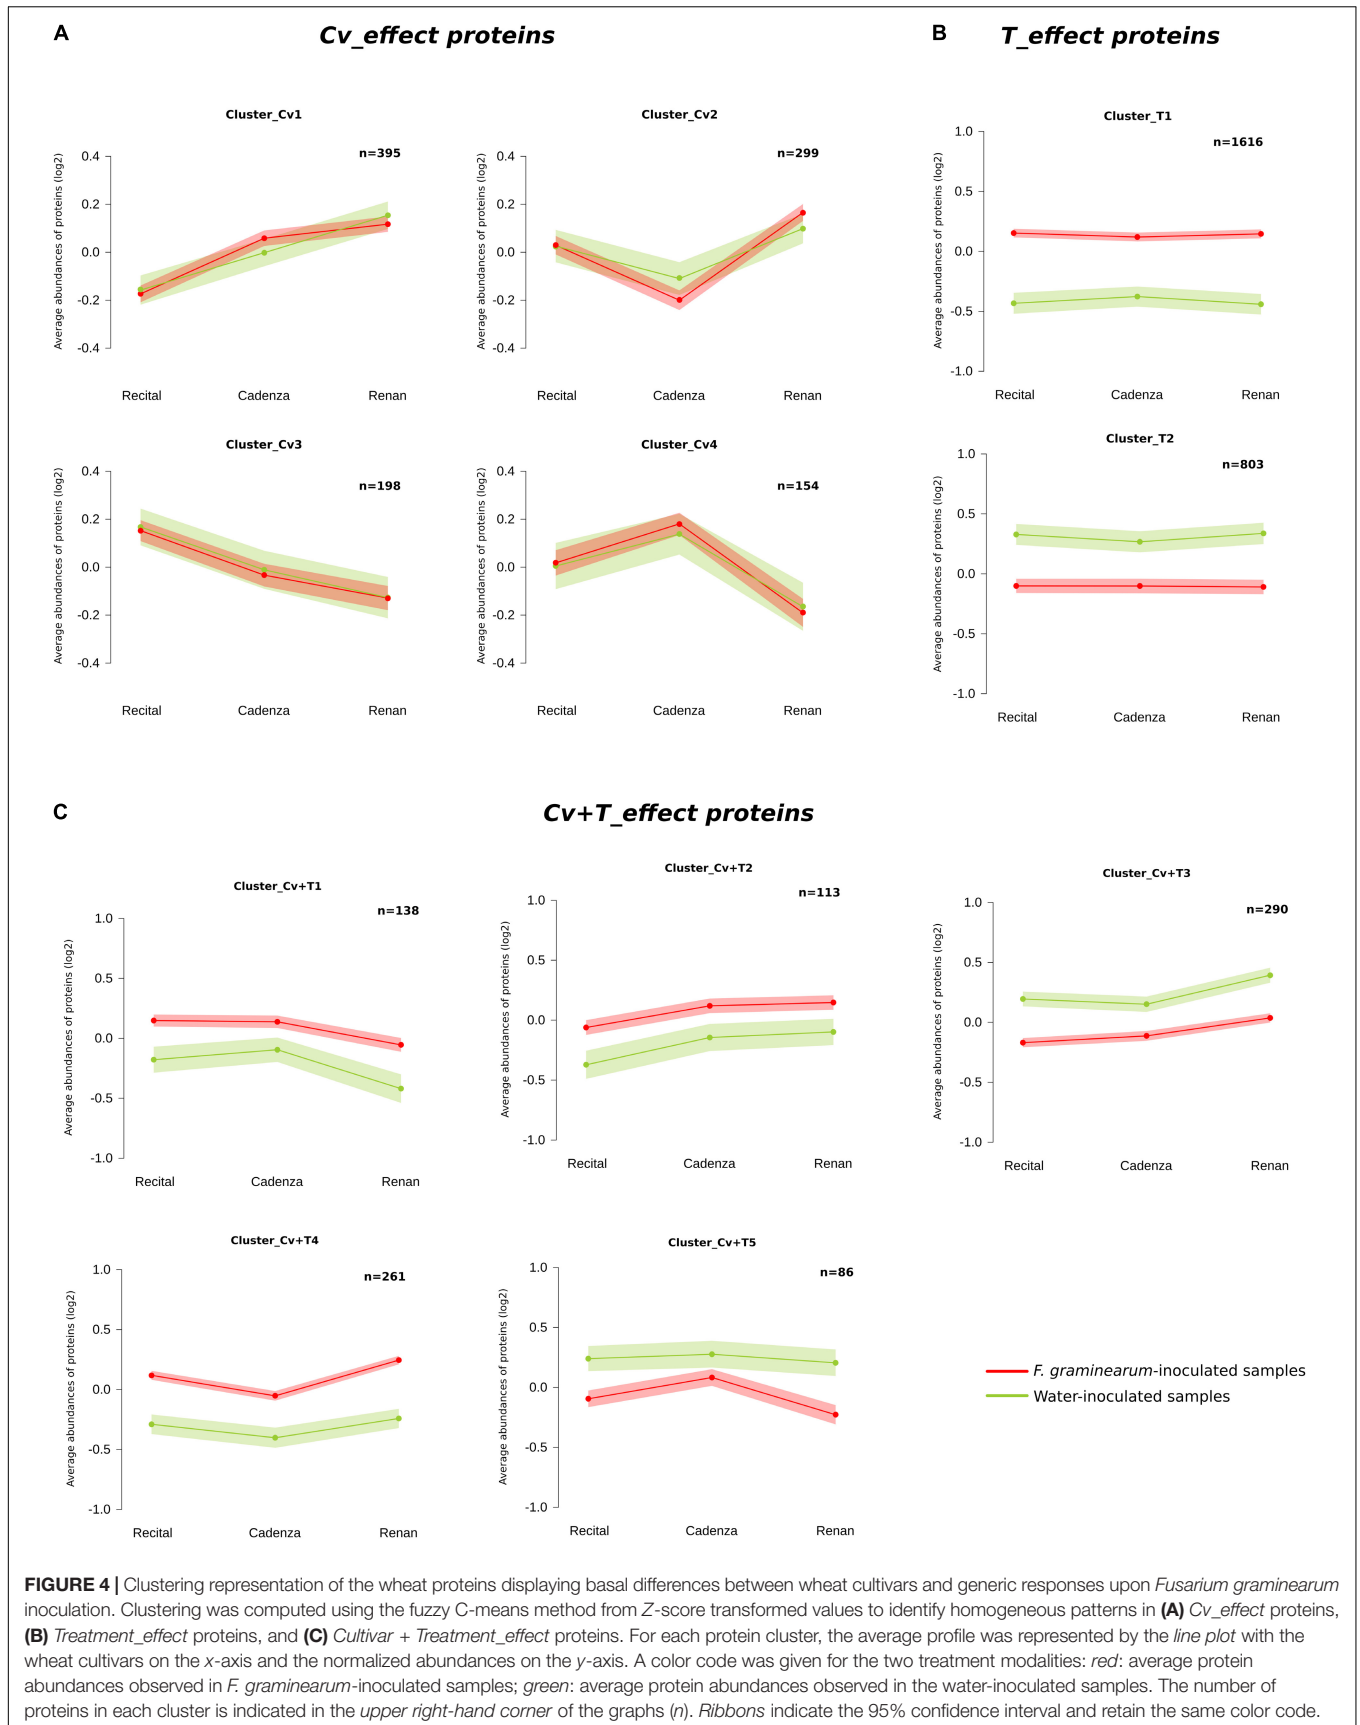 A
Cv_effect proteins
B
T_effect proteins
Cluster_Cv1
n=395
Average abundances of proteins (log2)
0.4
0.2
0.0
-0.2
-0.4
Recital Cadenza Renan
Cluster_Cv2
n=299
Average abundances of proteins (log2)
0.4
0.2
0.0
-0.2
-0.4
Recital Cadenza Renan
Cluster_T1
n=1616
Average abundances of proteins (log2)
1.0
0.5
0.0
-0.5
-1.0
Recital Cadenza Renan
Cluster_Cv3
n=198
Average abundances of proteins (log2)
0.4
0.2
0.0
-0.2
-0.4
Recital Cadenza Renan
Cluster_Cv4
n=154
Average abundances of proteins (log2)
0.4
0.2
0.0
-0.2
-0.4
Recital Cadenza Renan
Cluster_T2
n=803
Average abundances of proteins (log2)
1.0
0.5
0.0
-0.5
-1.0
Recital Cadenza Renan
C
Cv+T_effect proteins
Cluster_Cv+T1
n=138
Average abundances of proteins (log2)
1.0
0.5
0.0
-0.5
-1.0
Recital Cadenza Renan
Cluster_Cv+T2
n=113
Average abundances of proteins (log2)
1.0
0.5
0.0
-0.5
-1.0
Recital Cadenza Renan
Cluster_Cv+T3
n=290
Average abundances of proteins (log2)
1.0
0.5
0.0
-0.5
-1.0
Recital Cadenza Renan
Cluster_Cv+T4
n=261
Average abundances of proteins (log2)
1.0
0.5
0.0
-0.5
-1.0
Recital Cadenza Renan
Cluster_Cv+T5
n=86
Average abundances of proteins (log2)
1.0
0.5
0.0
-0.5
-1.0
Recital Cadenza Renan
F. graminearum-inoculated samples
Water-inoculated samples
FIGURE 4 | Clustering representation of the wheat proteins displaying basal differences between wheat cultivars and generic responses upon Fusarium graminearum
inoculation. Clustering was computed using the fuzzy C-means method from Z-score transformed values to identify homogeneous patterns in (A) Cv_effect proteins,
(B) Treatment_effect proteins, and (C) Cultivar + Treatment_effect proteins. For each protein cluster, the average profile was represented by the line plot with the
wheat cultivars on the x-axis and the normalized abundances on the y-axis. A color code was given for the two treatment modalities: red: average protein
abundances observed in F. graminearum-inoculated samples; green: average protein abundances observed in the water-inoculated samples. The number of
proteins in each cluster is indicated in the upper right-hand corner of the graphs (n). Ribbons indicate the 95% confidence interval and retain the same color code.